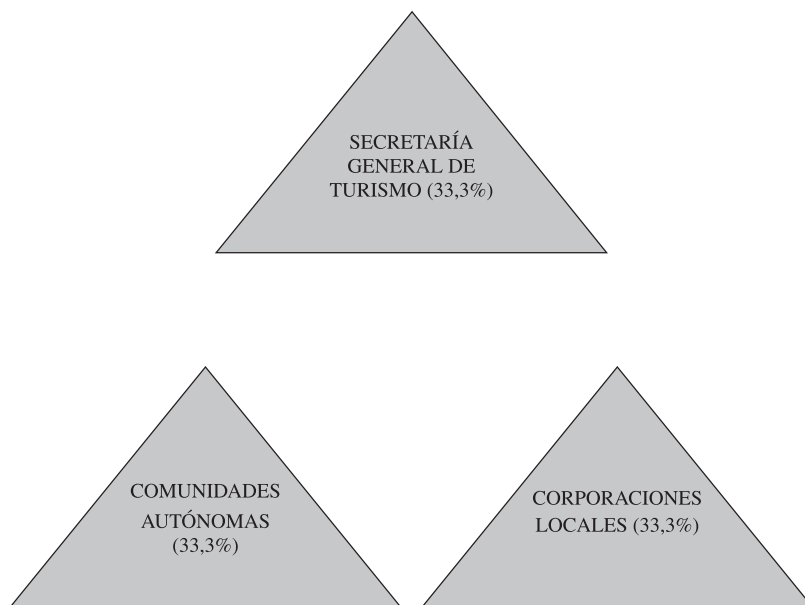 SECRETARÍA
GENERAL DE
TURISMO (33,3%)
COMUNIDADES
AUTÓNOMAS
(33,3%)
CORPORACIONES
LOCALES (33,3%)